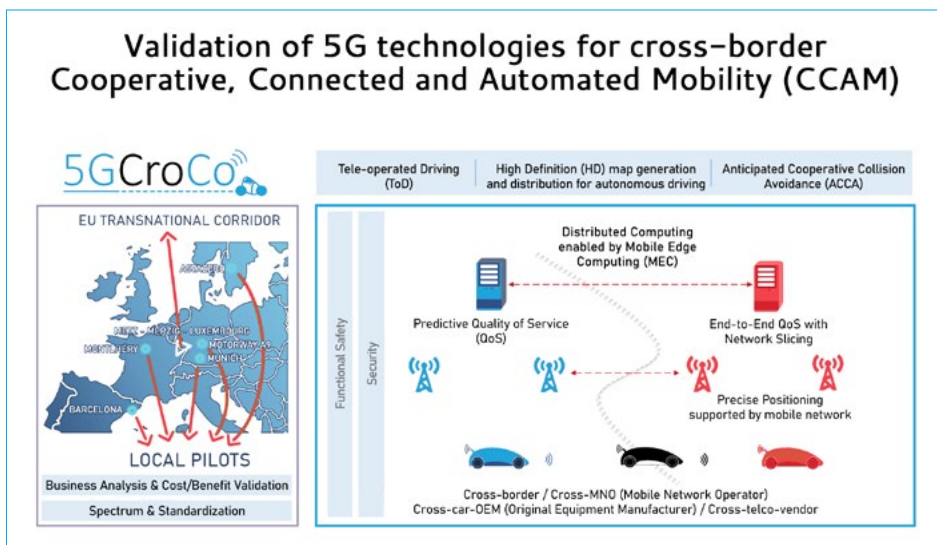 Validation of 5G technologies for cross-border
Cooperative, Connected and Automated Mobility (CCAM)
5GCroCo
Tele-operated Driving
(ToD)
High Definition (HD) map generation
and distribution for autonomous driving
Anticipated Cooperative Collision
Avoidance (ACCA)
EU TRANSNATIONAL CORRIDOR
METZ - MERZIG - LUXEMBOURG
MOTORWAY A9
MONTLHÉRY
MUNICH
BARCELONA
LOCAL PILOTS
Business Analysis & Cost/Benefit Validation
Spectrum & Standardization
Functional Safety
Security
Distributed Computing
enabled by Mobile Edge
Computing (MEC)
Predictive Quality of Service
(QoS)
End-to-End QoS with
Network Slicing
Precise Positioning
supported by mobile network
Cross-border / Cross-MNO (Mobile Network Operator)
Cross-car-OEM (Original Equipment Manufacturer) / Cross-telco-vendor